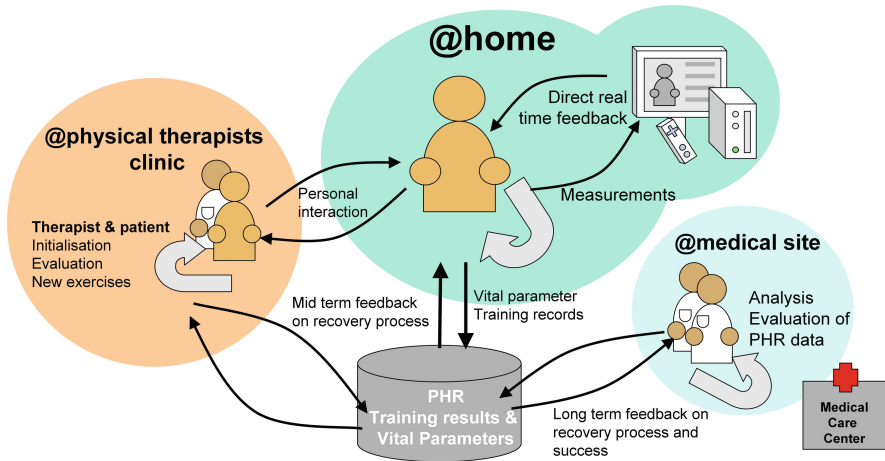 @home
Direct real
time feedback
@physical therapists
clinic
Personal
interaction
Measurements
Therapist & patient
Initialisation
Evaluation
New exercises
@medical site
Analysis
Evaluation of
PHR data
Mid term feedback
on recovery process
Vital parameter
Training records
PHR
Training results &
Vital Parameters
Long term feedback on
recovery process and
success
Medical
Care
Center